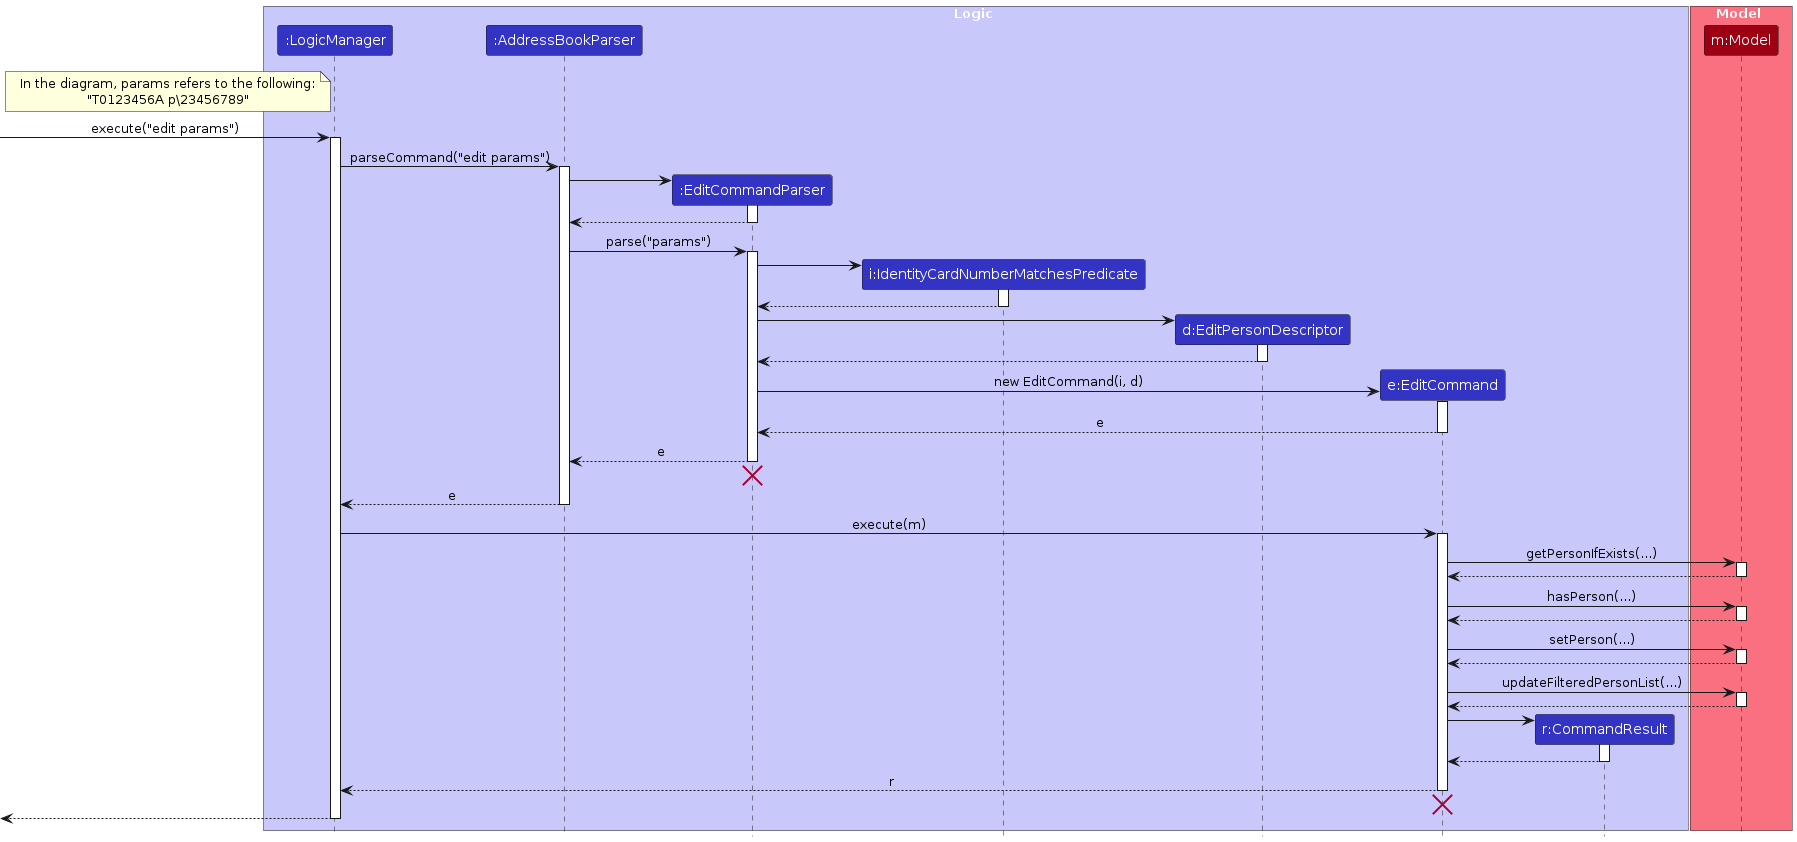 Logic
Model
:LogicManager
:AddressBookParser
m:Model
In the diagram, params refers to the following:
"T0123456A p\23456789"
execute("edit params")
parseCommand("edit params")
:EditCommandParser
parse("params")
i:IdentityCardNumberMatchesPredicate
d:EditPersonDescriptor
new EditCommand(i, d)
e:EditCommand
e
e
e
execute(m)
getPersonIfExists(...)
hasPerson(...)
setPerson(...)
updateFilteredPersonList(...)
r:CommandResult
r